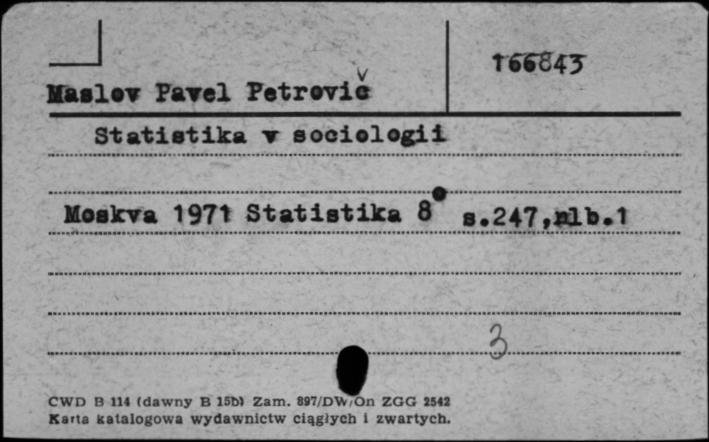 166843
Maslov Pavel Petrovič
Statistika v sociologii
Moskva 1971 Statistika 8° s.247,nlb.1
3
CWD B 114 (dawny B 15b) Zam. 897/DW/On ZGG 2542
Karta katalogowa wydawnictw ciągłych i zwartych.